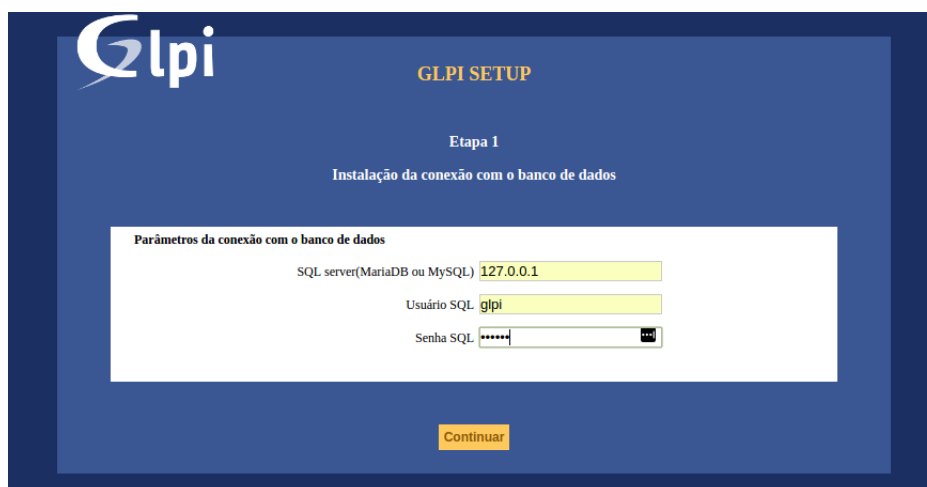 Glpi
GLPI SETUP
Etapa 1
Instalação da conexão com o banco de dados
Parâmetros da conexão com o banco de dados
SQL server(MariaDB ou MySQL) 127.0.0.1
Usuário SQL glpi
Senha SQL ••••••
Continuar